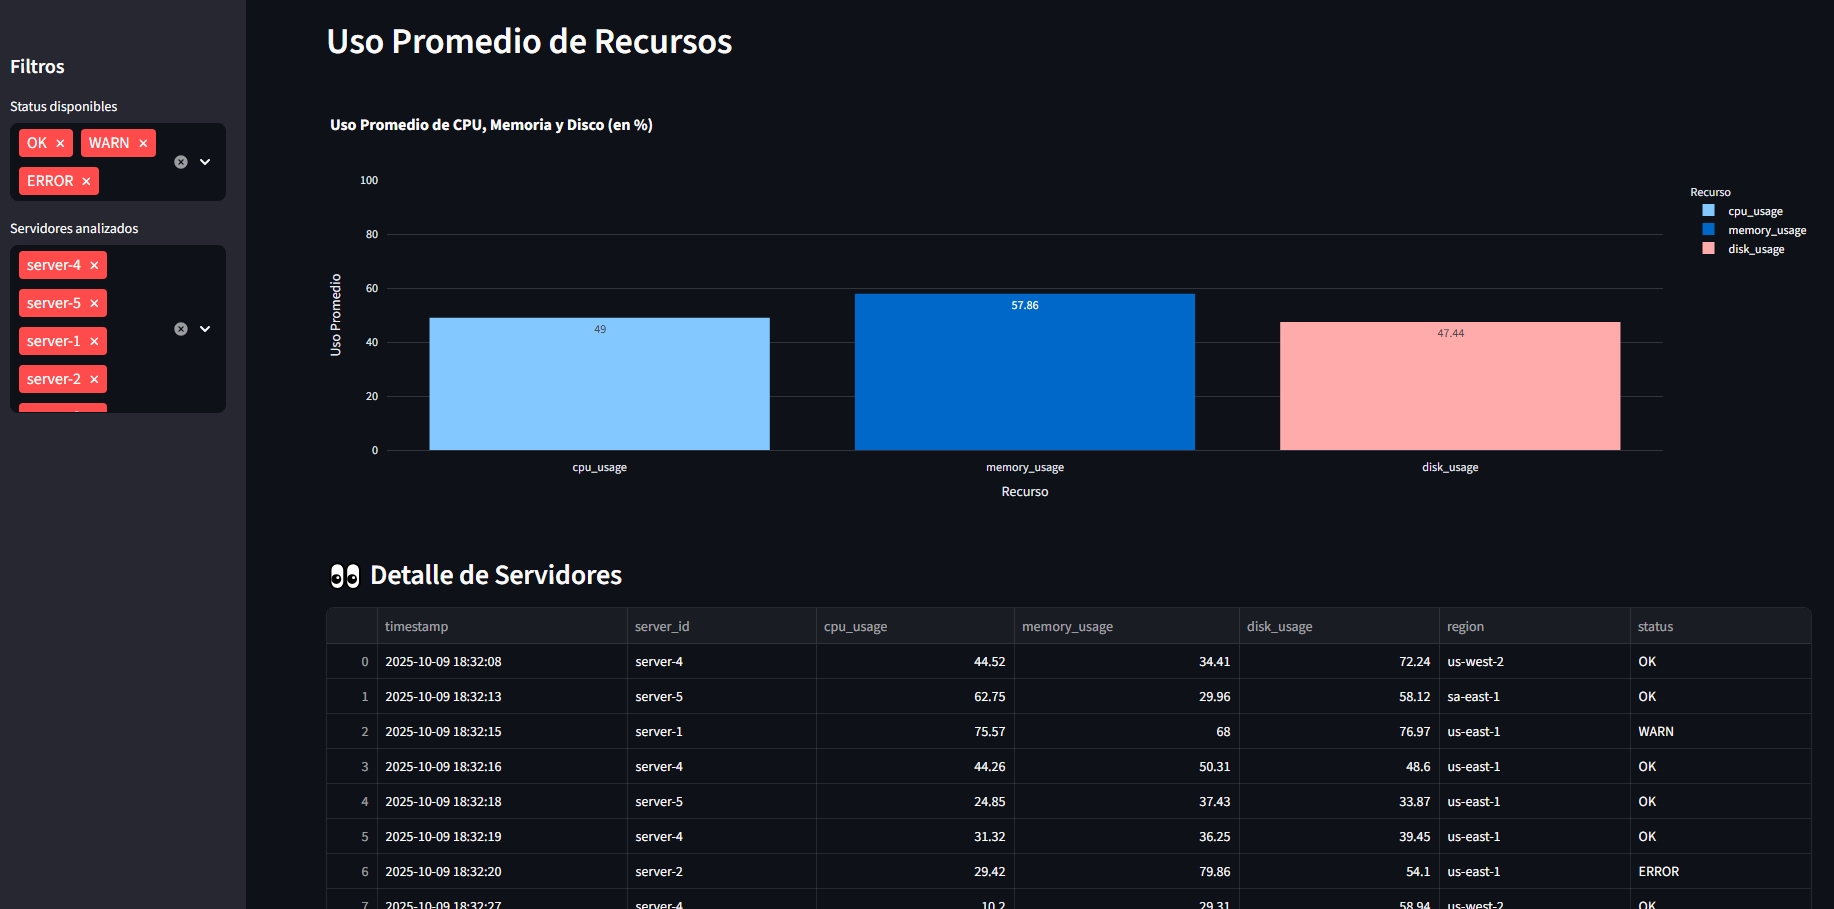 Filtros
Status disponibles
OK × WARN ×
ERROR ×
Servidores analizados
server-4 ×
server-5 ×
server-1 ×
server-2 ×
Uso Promedio de Recursos
Uso Promedio de CPU, Memoria y Disco (en %)
100
80
60
40
20
0
Uso Promedio
49
57.86
47.44
cpu_usage
memory_usage
disk_usage
Recurso
Recurso
cpu_usage
memory_usage
disk_usage
👀 Detalle de Servidores
timestamp server_id cpu_usage memory_usage disk_usage region status
0 2025-10-09 18:32:08 server-4 44.52 34.41 72.24 us-west-2 OK
1 2025-10-09 18:32:13 server-5 62.75 29.96 58.12 sa-east-1 OK
2 2025-10-09 18:32:15 server-1 75.57 68 76.97 us-east-1 WARN
3 2025-10-09 18:32:16 server-4 44.26 50.31 48.6 us-east-1 OK
4 2025-10-09 18:32:18 server-5 24.85 37.43 33.87 us-east-1 OK
5 2025-10-09 18:32:19 server-4 31.32 36.25 39.45 us-east-1 OK
6 2025-10-09 18:32:20 server-2 29.42 79.86 54.1 us-east-1 ERROR
7 2025-10-09 18:32:27 server-4 10.2 29.31 58.94 us-west-2 OK